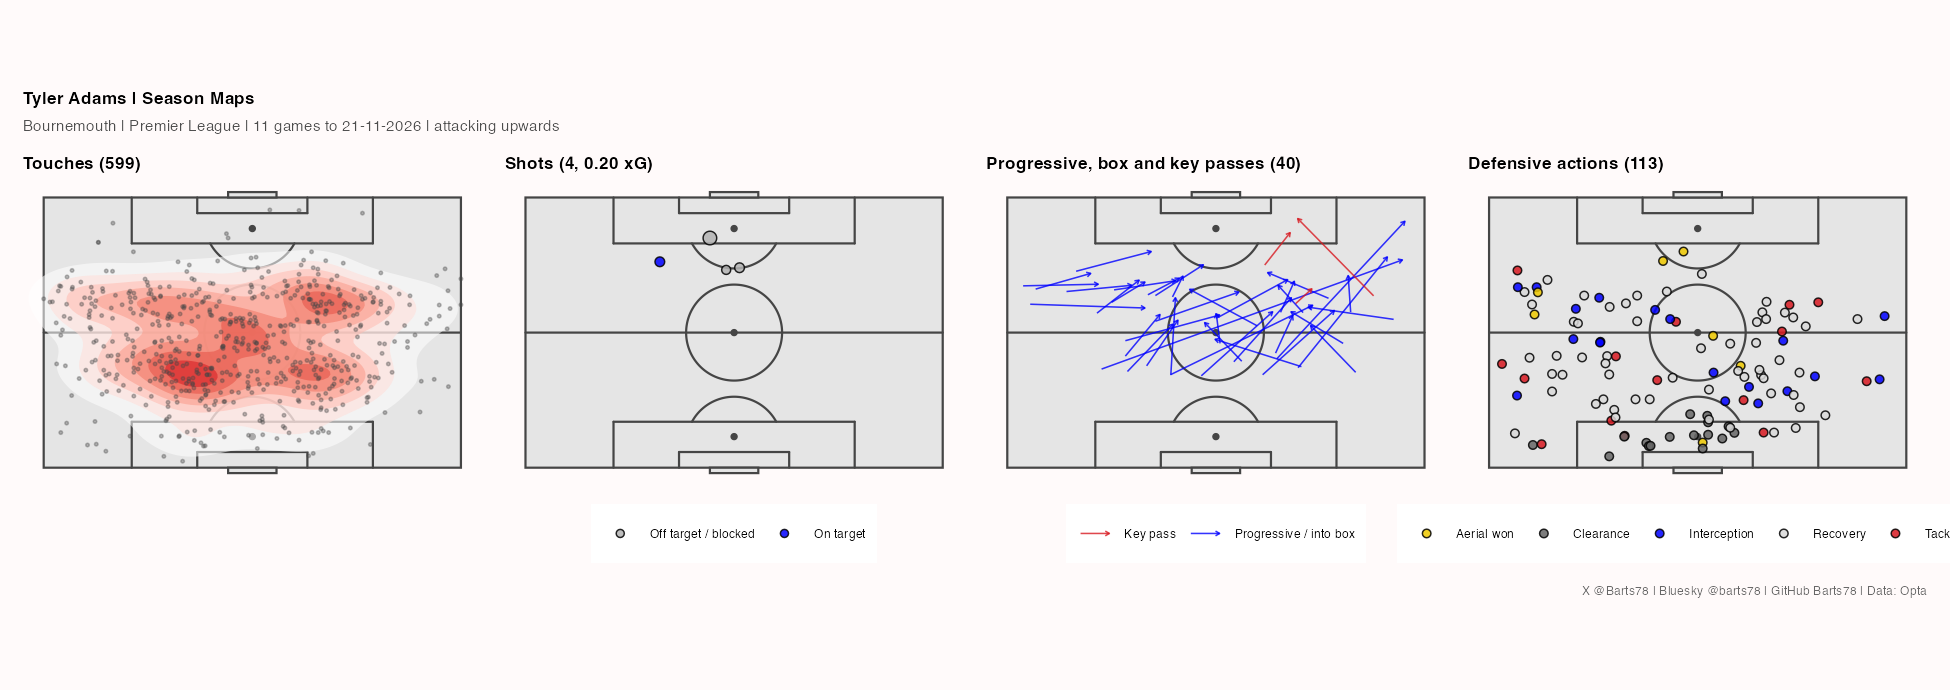 Tyler Adams | Season Maps
Bournemouth | Premier League | 11 games to 21-11-2026 | attacking upwards
Touches (599)
Shots (4, 0.20 xG)
Progressive, box and key passes (40)
Defensive actions (113)
Off target / blocked
On target
Key pass
Progressive / into box
Aerial won
Clearance
Interception
Recovery
Tack
X @Barts78 | Bluesky @barts78 | GitHub Barts78 | Data: Opta